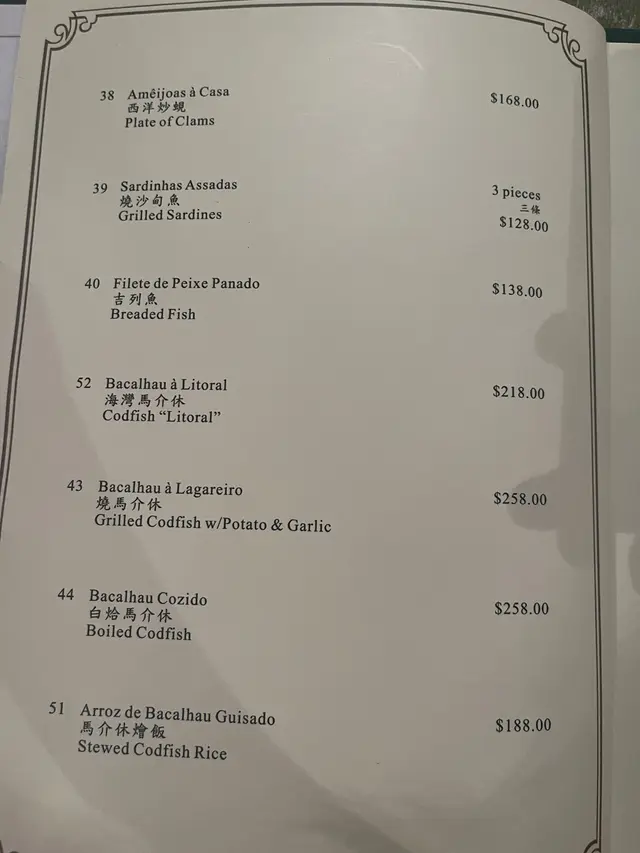 38 Amêijoas à Casa $168.00
西洋炒蜆
Plate of Clams
39 Sardinhas Assadas 3 pieces
燒沙甸魚 三條
Grilled Sardines $128.00
40 Filete de Peixe Panado $138.00
吉列魚
Breaded Fish
52 Bacalhau à Litoral $218.00
海灣馬介休
Codfish “Litoral”
43 Bacalhau à Lagareiro $258.00
燒馬介休
Grilled Codfish w/Potato & Garlic
44 Bacalhau Cozido $258.00
白烚馬介休
Boiled Codfish
51 Arroz de Bacalhau Guisado $188.00
馬介休燴飯
Stewed Codfish Rice